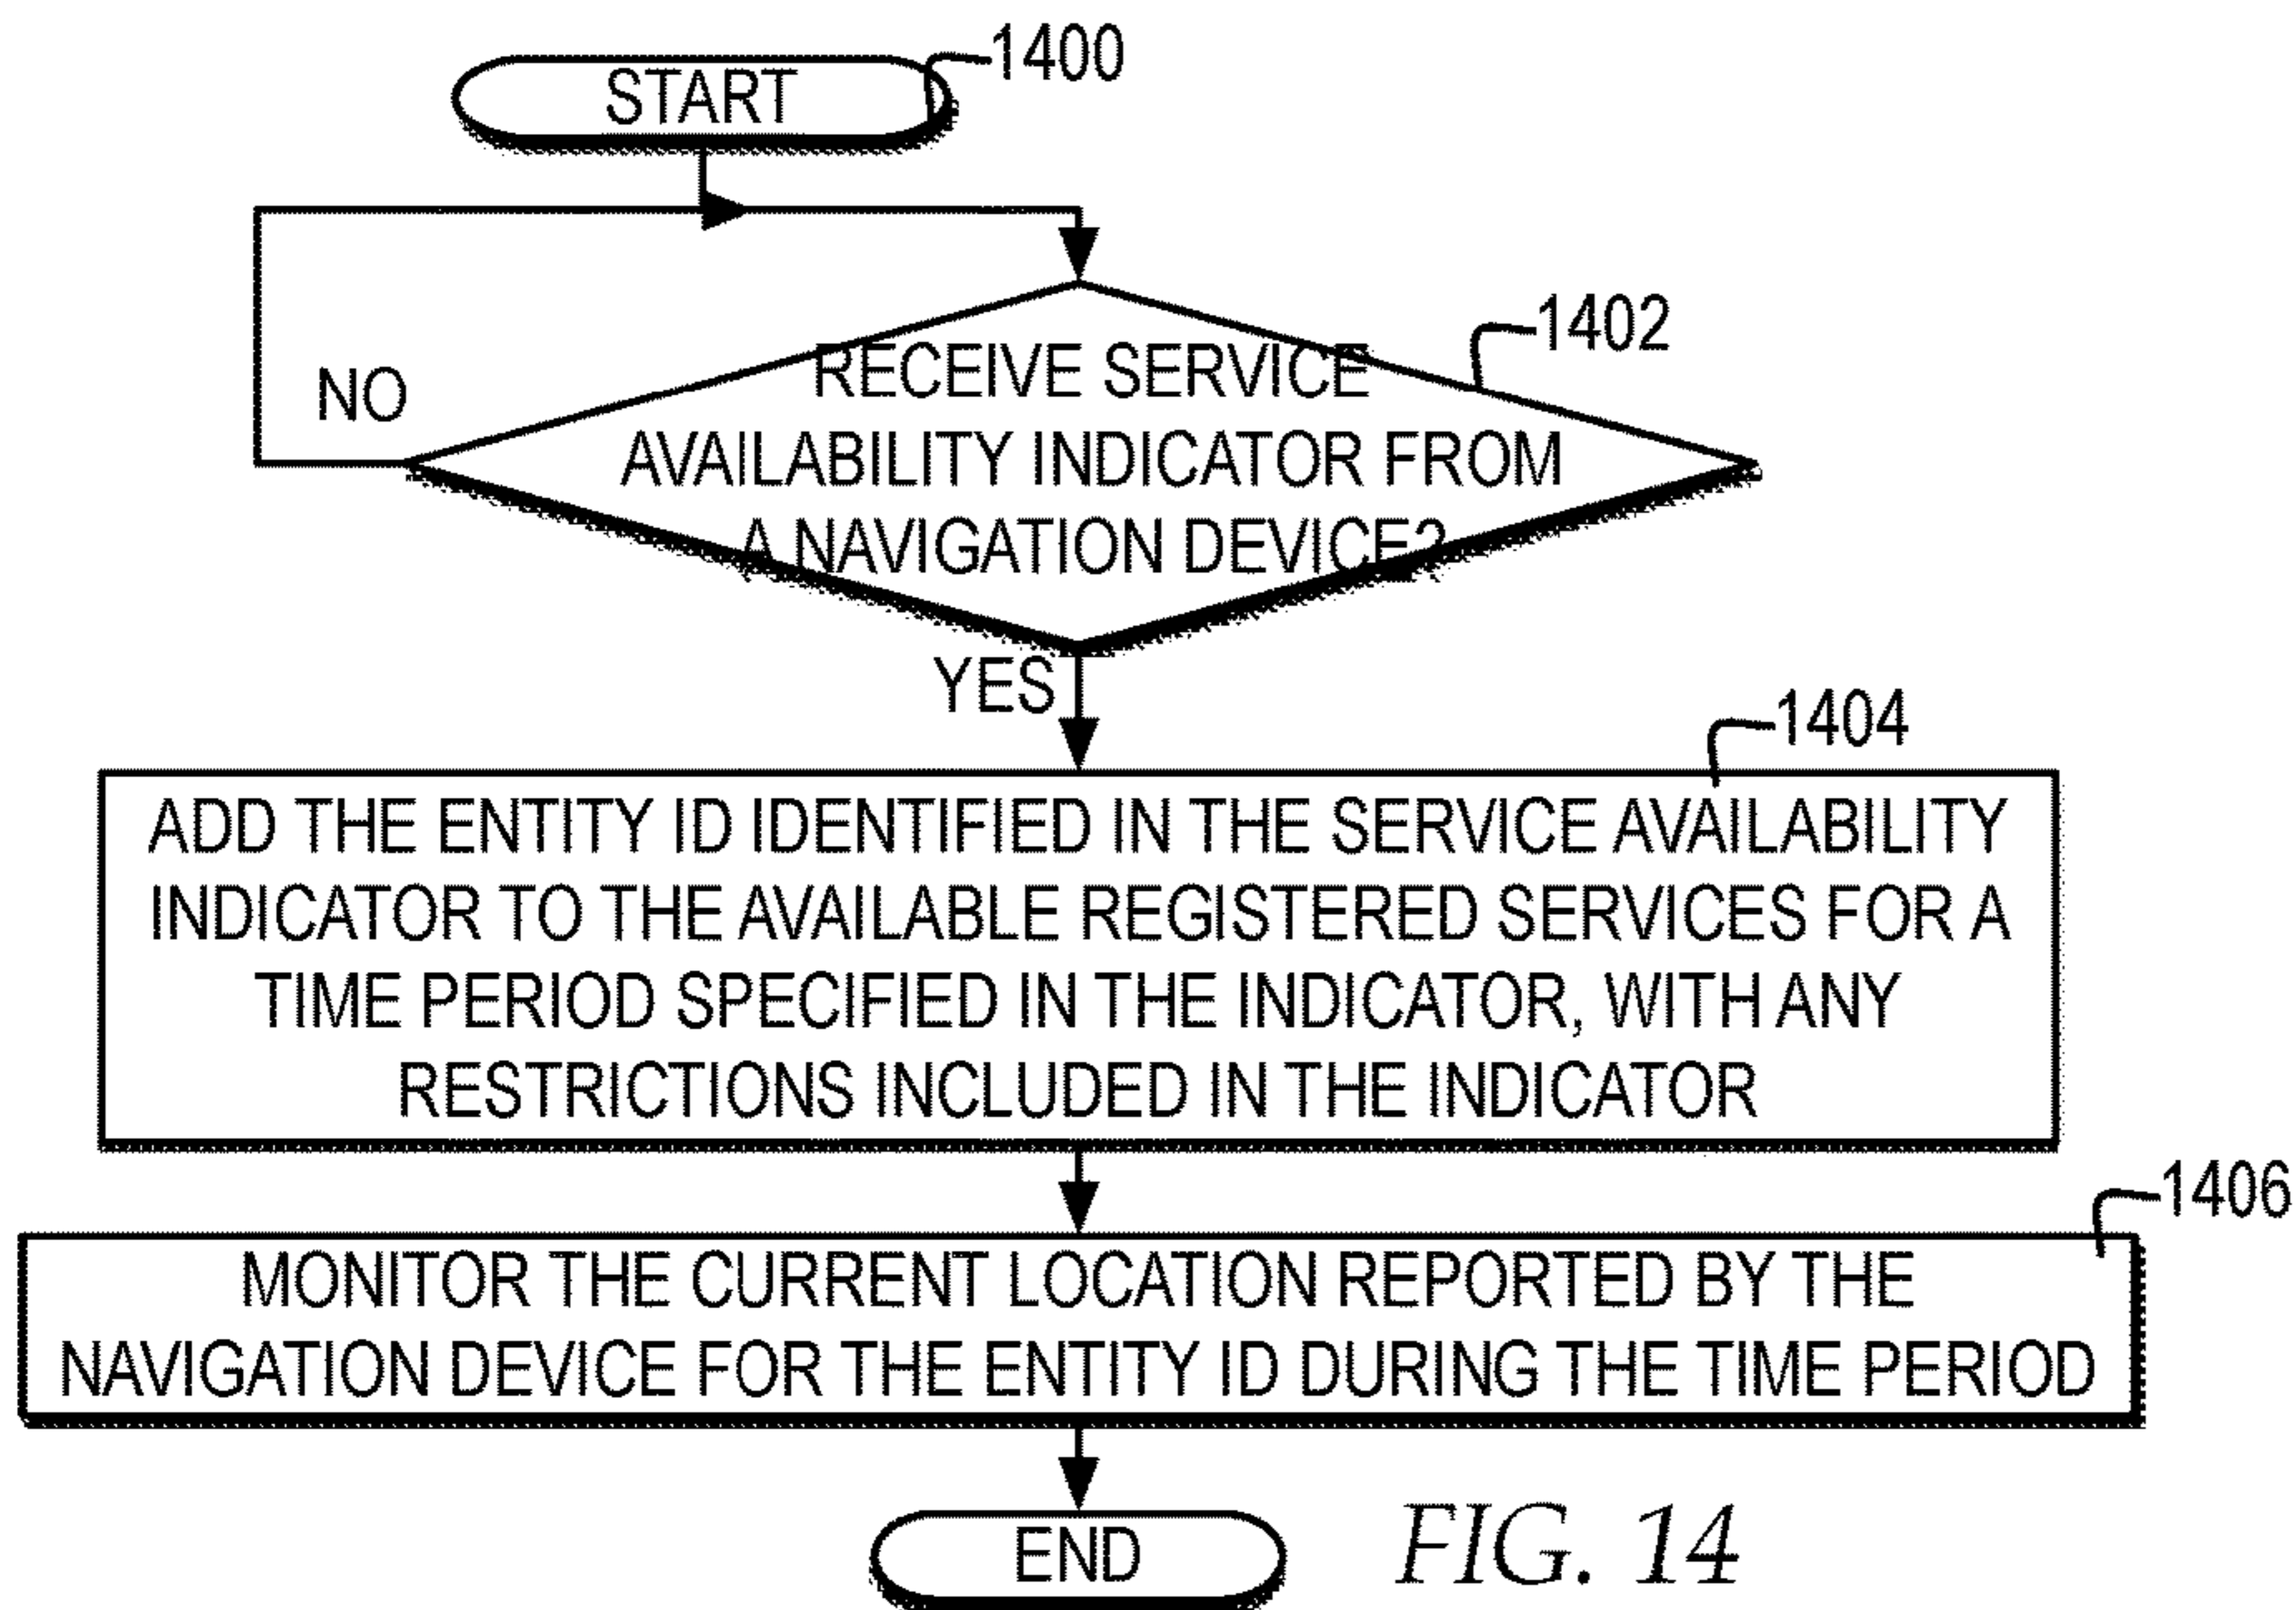 START
1400
RECEIVE SERVICE
AVAILABILITY INDICATOR FROM
A NAVIGATION DEVICE?
1402
NO
YES
1404
ADD THE ENTITY ID IDENTIFIED IN THE SERVICE AVAILABILITY
INDICATOR TO THE AVAILABLE REGISTERED SERVICES FOR A
TIME PERIOD SPECIFIED IN THE INDICATOR, WITH ANY
RESTRICTIONS INCLUDED IN THE INDICATOR
1406
MONITOR THE CURRENT LOCATION REPORTED BY THE
NAVIGATION DEVICE FOR THE ENTITY ID DURING THE TIME PERIOD
END
FIG. 14